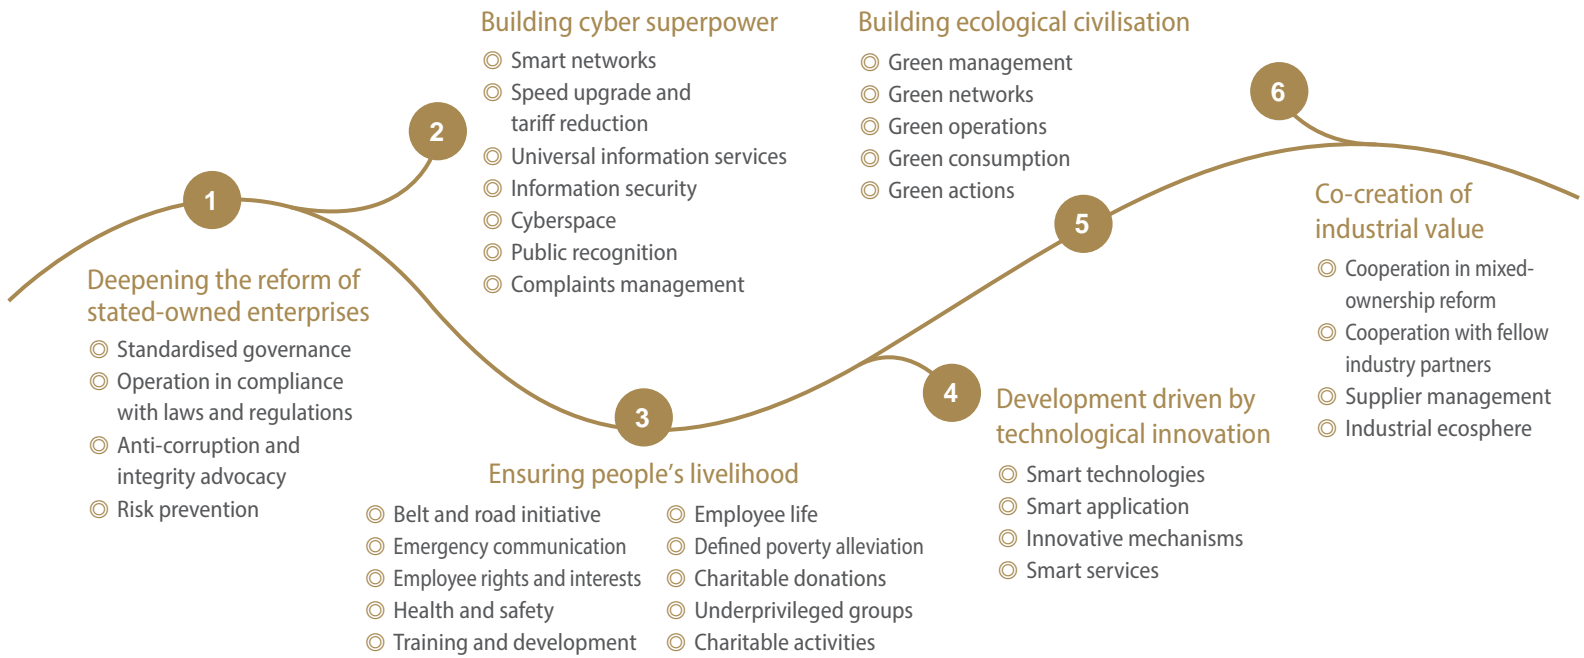 1
Deepening the reform of
stated-owned enterprises
Standardised governance
Operation in compliance
with laws and regulations
Anti-corruption and
integrity advocacy
Risk prevention
2
Building cyber superpower
Smart networks
Speed upgrade and
tariff reduction
Universal information services
Information security
Cyberspace
Public recognition
Complaints management
3
Ensuring people’s livelihood
Belt and road initiative
Emergency communication
Employee rights and interests
Health and safety
Training and development
Employee life
Defined poverty alleviation
Charitable donations
Underprivileged groups
Charitable activities
4
Development driven by
technological innovation
Smart technologies
Smart application
Innovative mechanisms
Smart services
5
Building ecological civilisation
Green management
Green networks
Green operations
Green consumption
Green actions
6
Co-creation of
industrial value
Cooperation in mixed-
ownership reform
Cooperation with fellow
industry partners
Supplier management
Industrial ecosphere